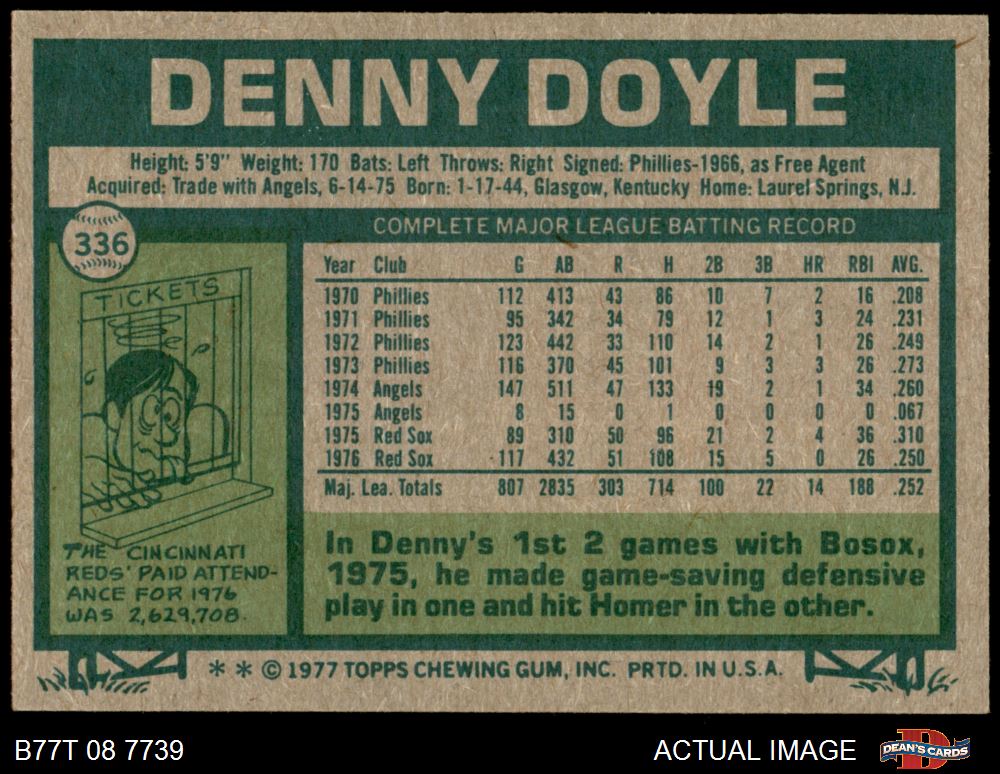 DENNY DOYLE
Height: 5'9" Weight: 170 Bats: Left Throws: Right Signed: Phillies-1966, as Free Agent
Acquired: Trade with Angels, 6-14-75 Born: 1-17-44, Glasgow, Kentucky Home: Laurel Springs, N.J.
336
COMPLETE MAJOR LEAGUE BATTING RECORD
Year Club G AB R H 2B 3B HR RBI AVG.
1970 Phillies 112 413 43 86 10 7 2 16 .208
1971 Phillies 95 342 34 79 12 1 3 24 .231
1972 Phillies 123 442 33 110 14 2 1 26 .249
1973 Phillies 116 370 45 101 9 3 3 26 .273
1974 Angels 147 511 47 133 19 2 1 34 .260
1975 Angels 8 15 0 1 0 0 0 0 .067
1975 Red Sox 89 310 50 96 21 2 4 36 .310
1976 Red Sox 117 432 51 108 15 5 0 26 .250
Maj. Lea. Totals 807 2835 303 714 100 22 14 188 .252
TICKETS
THE CINCINNATI
REDS' PAID ATTEND-
ANCE FOR 1976
WAS 2,629,708.
In Denny's 1st 2 games with Bosox,
1975, he made game-saving defensive
play in one and hit Homer in the other.
** © 1977 TOPPS CHEWING GUM, INC. PRTD. IN U.S.A.
B77T 08 7739
ACTUAL IMAGE
DEAN'S CARDS